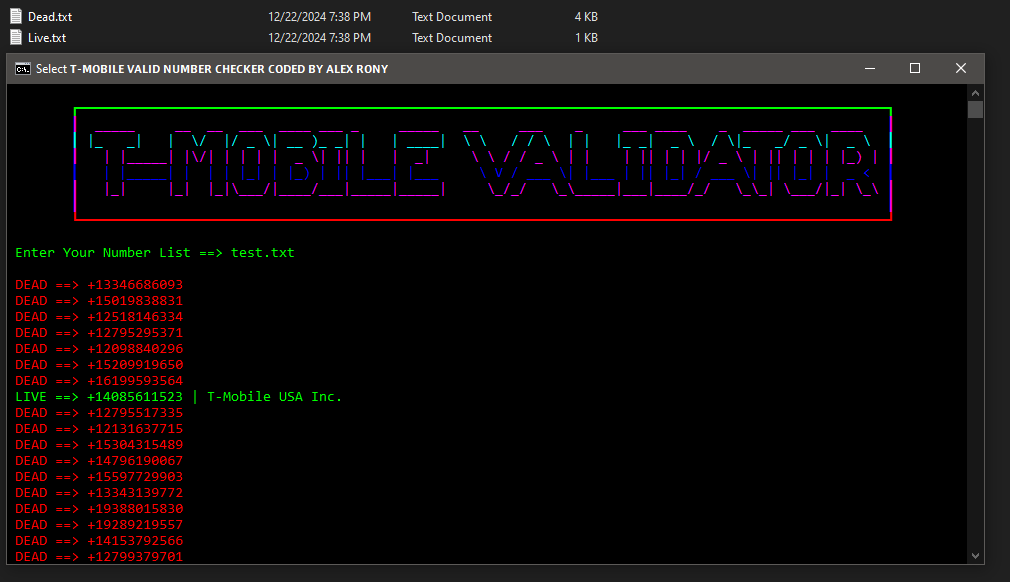 Dead.txt 12/22/2024 7:38 PM Text Document 4 KB
Live.txt 12/22/2024 7:38 PM Text Document 1 KB
Select T-MOBILE VALID NUMBER CHECKER CODED BY ALEX RONY
T-MOBILE VALIDATOR
Enter Your Number List ==> test.txt
DEAD ==> +13346686093
DEAD ==> +15019838831
DEAD ==> +12518146334
DEAD ==> +12795295371
DEAD ==> +12098840296
DEAD ==> +15209919650
DEAD ==> +16199593564
LIVE ==> +14085611523 | T-Mobile USA Inc.
DEAD ==> +12795517335
DEAD ==> +12131637715
DEAD ==> +15304315489
DEAD ==> +14796190067
DEAD ==> +15597729903
DEAD ==> +13343139772
DEAD ==> +19388015830
DEAD ==> +19289219557
DEAD ==> +14153792566
DEAD ==> +12799379701